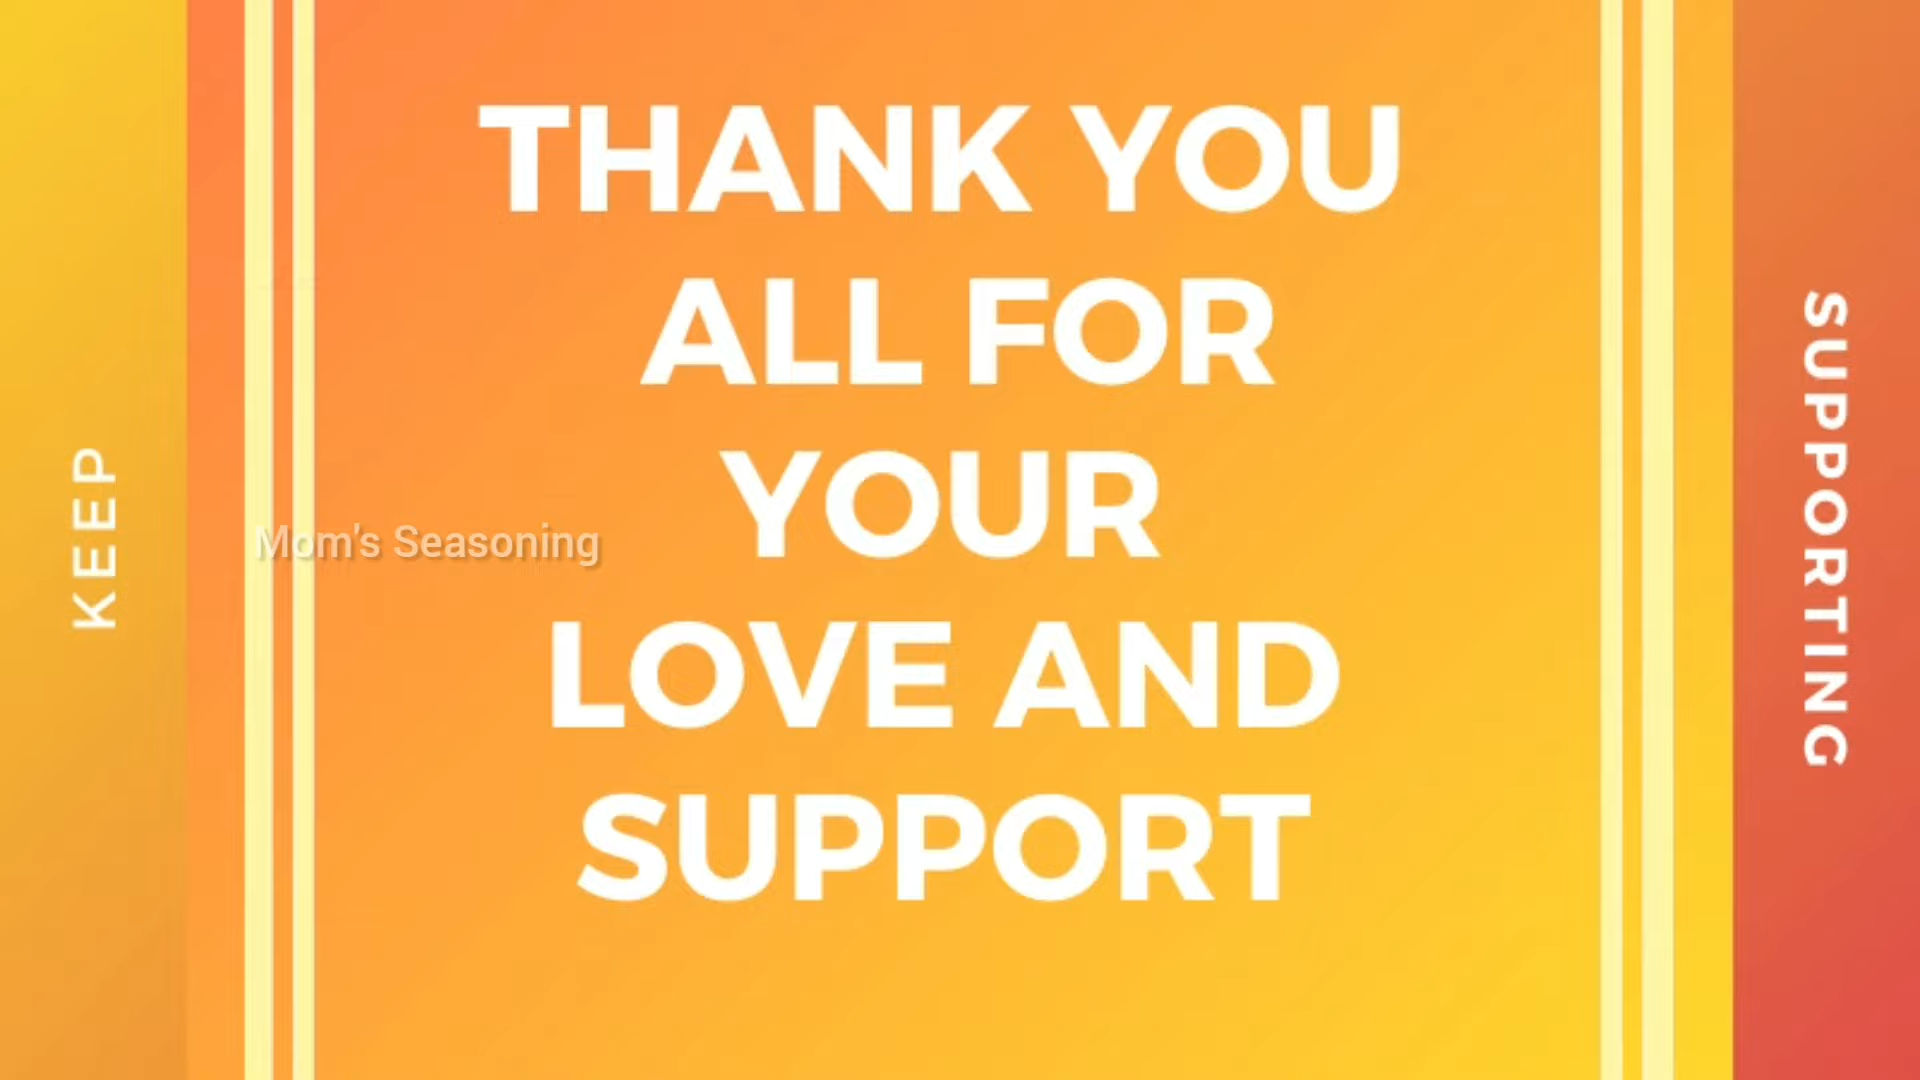 THANK YOU
ALL FOR
YOUR
LOVE AND
SUPPORT
KEEP
SUPPORTING
Mom's Seasoning